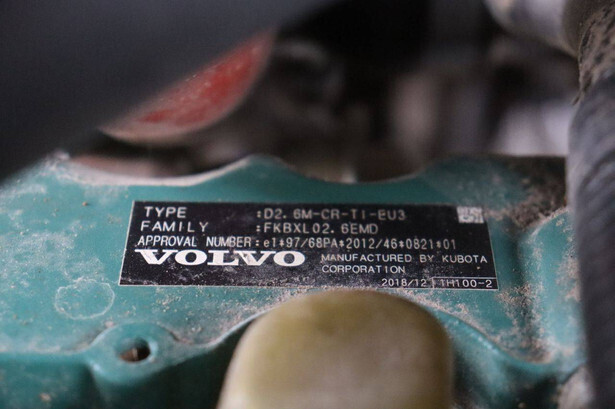 TYPE :D2.6M-CR-TI-EU3
FAMILY :FKBXL02.6EMD
APPROVAL NUMBER:e1*97/68PA*2012/46*0821*01
VOLVO MANUFACTURED BY KUBOTA
CORPORATION
2018/12 1TH100-2